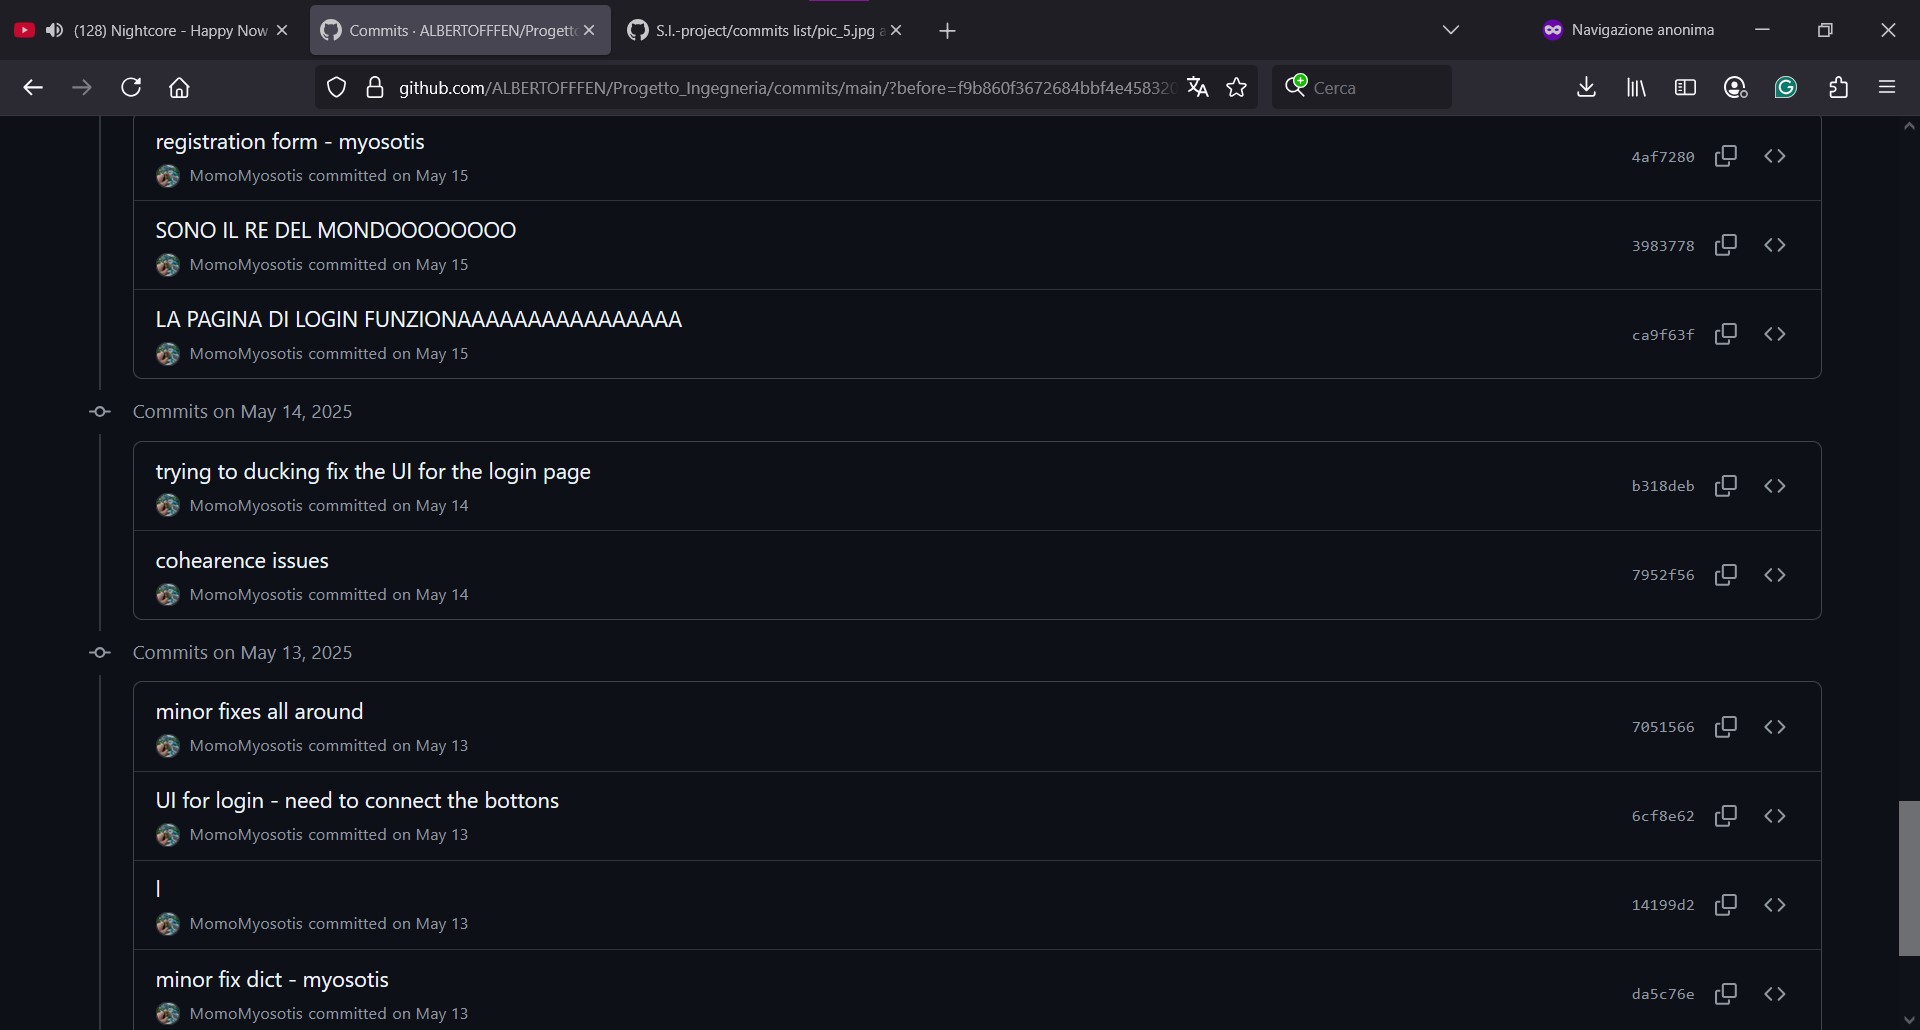 (128) Nightcore - Happy Now
Commits · ALBERTOFFFEN/Progett
S.I.-project/commits list/pic_5.jpg a
Navigazione anonima
github.com/ALBERTOFFFEN/Progetto_Ingegneria/commits/main/?before=f9b860f3672684bbf4e458320
Cerca
registration form - myosotis
4af7280
MomoMyosotis committed on May 15
SONO IL RE DEL MONDOOOOOOOO
3983778
MomoMyosotis committed on May 15
LA PAGINA DI LOGIN FUNZIONAAAAAAAAAAAAAAAA
ca9f63f
MomoMyosotis committed on May 15
Commits on May 14, 2025
trying to ducking fix the UI for the login page
b318deb
MomoMyosotis committed on May 14
cohearence issues
7952f56
MomoMyosotis committed on May 14
Commits on May 13, 2025
minor fixes all around
7051566
MomoMyosotis committed on May 13
UI for login - need to connect the bottons
6cf8e62
MomoMyosotis committed on May 13
l
14199d2
MomoMyosotis committed on May 13
minor fix dict - myosotis
da5c76e
MomoMyosotis committed on May 13